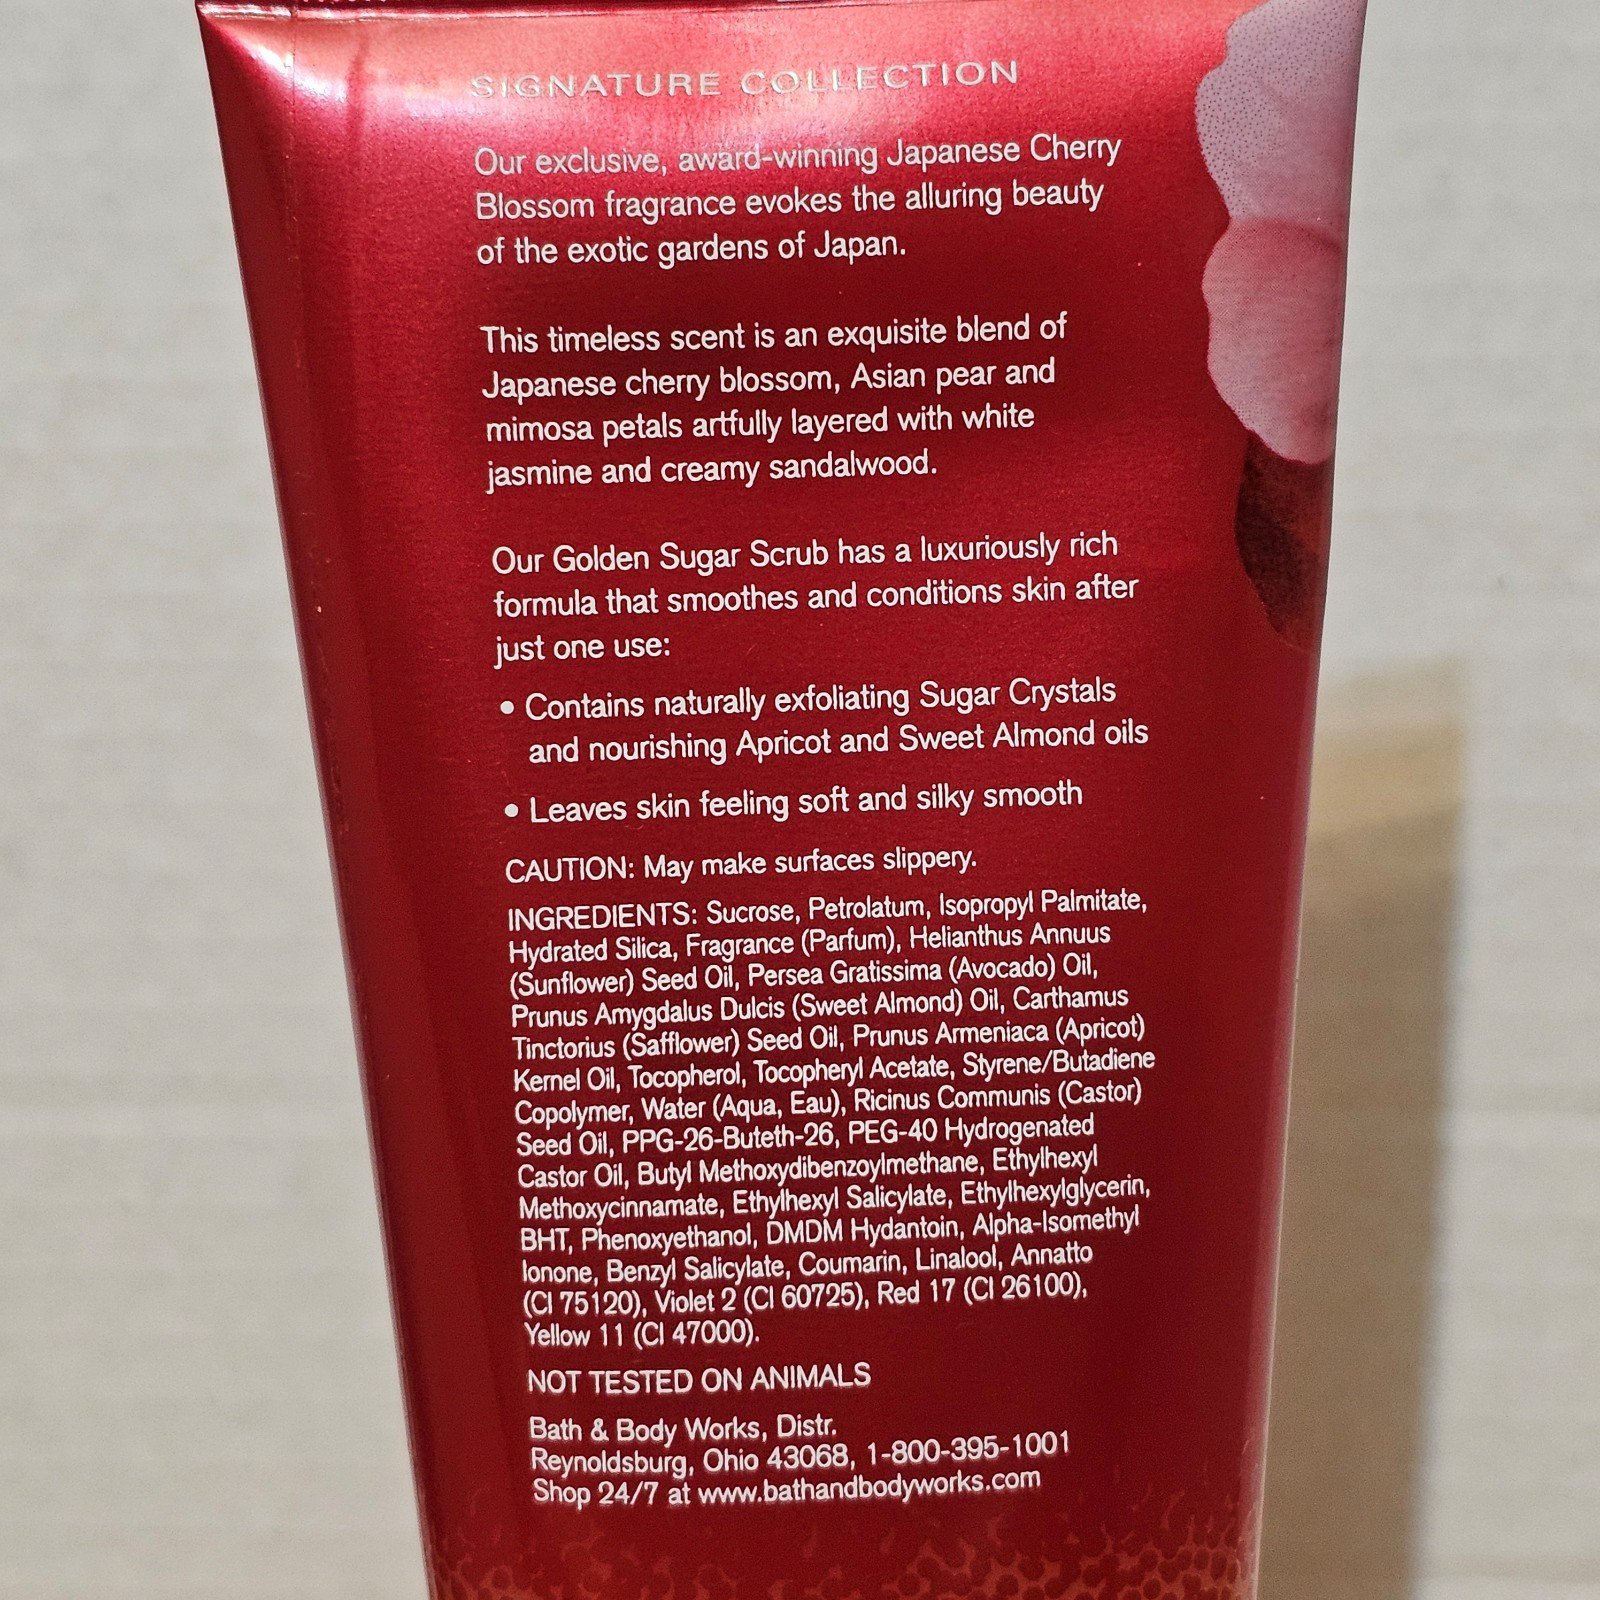 SIGNATURE COLLECTION
Our exclusive, award-winning Japanese Cherry
Blossom fragrance evokes the alluring beauty
of the exotic gardens of Japan.
This timeless scent is an exquisite blend of
Japanese cherry blossom, Asian pear and
mimosa petals artfully layered with white
jasmine and creamy sandalwood.
Our Golden Sugar Scrub has a luxuriously rich
formula that smoothes and conditions skin after
just one use:
• Contains naturally exfoliating Sugar Crystals
and nourishing Apricot and Sweet Almond oils
• Leaves skin feeling soft and silky smooth
CAUTION: May make surfaces slippery.
INGREDIENTS: Sucrose, Petrolatum, Isopropyl Palmitate,
Hydrated Silica, Fragrance (Parfum), Helianthus Annuus
(Sunflower) Seed Oil, Persea Gratissima (Avocado) Oil,
Prunus Amygdalus Dulcis (Sweet Almond) Oil, Carthamus
Tinctorius (Safflower) Seed Oil, Prunus Armeniaca (Apricot)
Kernel Oil, Tocopherol, Tocopheryl Acetate, Styrene/Butadiene
Copolymer, Water (Aqua, Eau), Ricinus Communis (Castor)
Seed Oil, PPG-26-Buteth-26, PEG-40 Hydrogenated
Castor Oil, Butyl Methoxydibenzoylmethane, Ethylhexyl
Methoxycinnamate, Ethylhexyl Salicylate, Ethylhexylglycerin,
BHT, Phenoxyethanol, DMDM Hydantoin, Alpha-Isomethyl
Ionone, Benzyl Salicylate, Coumarin, Linalool, Annatto
(CI 75120), Violet 2 (CI 60725), Red 17 (CI 26100),
Yellow 11 (CI 47000).
NOT TESTED ON ANIMALS
Bath & Body Works, Distr.
Reynoldsburg, Ohio 43068, 1-800-395-1001
Shop 24/7 at www.bathandbodyworks.com